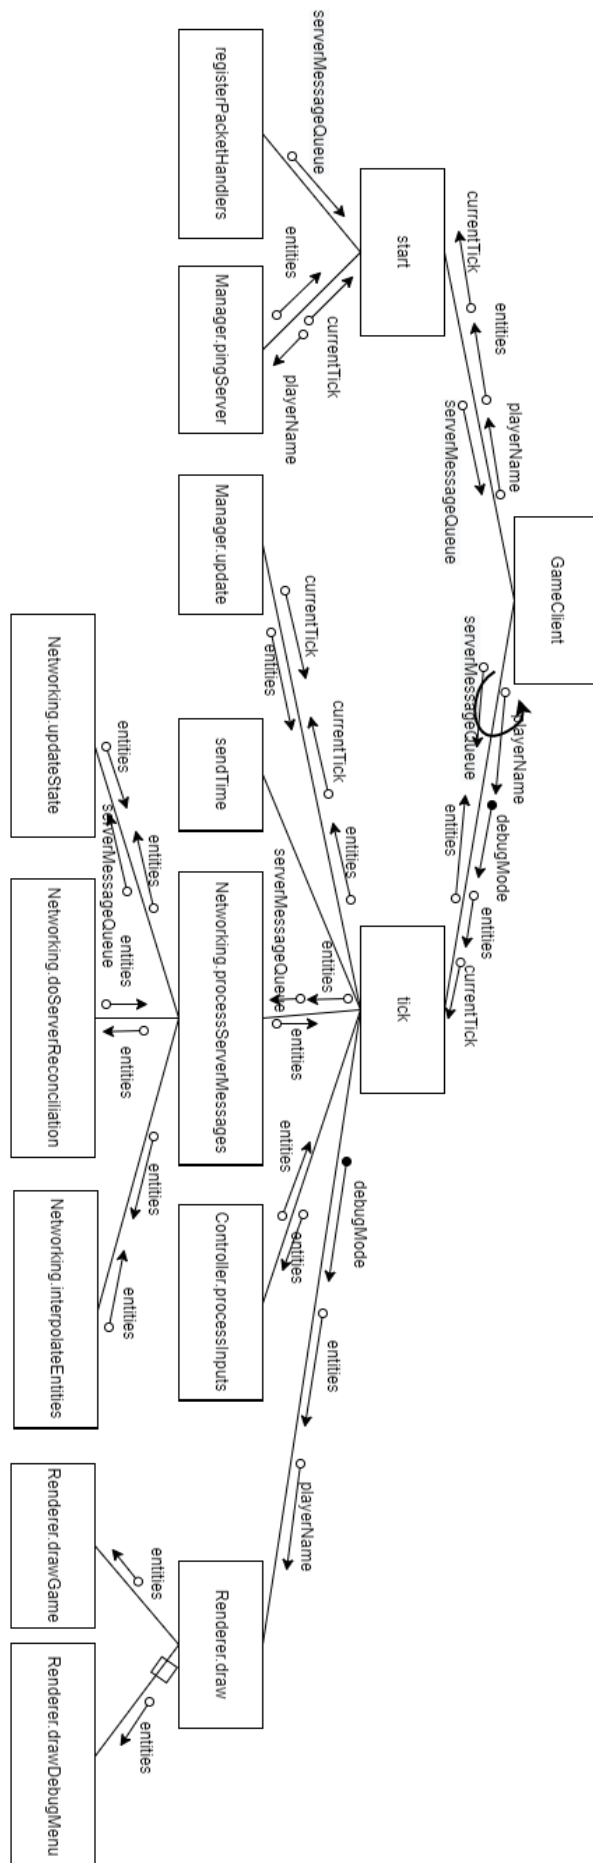 GameClient
currentTick
entities
playerName
serverMessageQueue
serverMessageQueue
playerName
debugMode
entities
entities
currentTick
start
tick
serverMessageQueue
entities
currentTick
playerName
currentTick
entities
currentTick
entities
serverMessageQueue
entities
entities
entities
entities
debugMode
entities
playerName
registerPacketHandlers
Manager.pingServer
Manager.update
sendTime
Networking.processServerMessages
Controller.processInputs
Renderer.draw
entities
serverMessageQueue
entities
entities
entities
entities
entities
entities
entities
Networking.updateState
Networking.doServerReconciliation
Networking.interpolateEntities
Renderer.drawGame
Renderer.drawDebugMenu